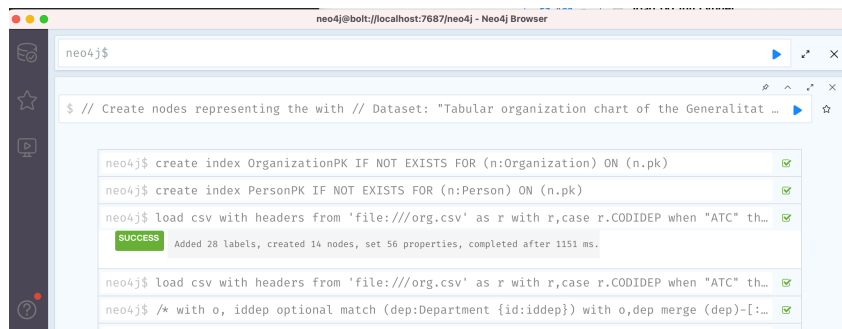 neo4j@bolt://localhost:7687/neo4j - Neo4j Browser
neo4j$
$ // Create nodes representing the with // Dataset: "Tabular organization chart of the Generalitat …
neo4j$ create index OrganizationPK IF NOT EXISTS FOR (n:Organization) ON (n.pk)
neo4j$ create index PersonPK IF NOT EXISTS FOR (n:Person) ON (n.pk)
neo4j$ load csv with headers from 'file:///org.csv' as r with r,case r.CODIDEP when "ATC" th…
SUCCESS Added 28 labels, created 14 nodes, set 56 properties, completed after 1151 ms.
neo4j$ load csv with headers from 'file:///org.csv' as r with r,case r.CODIDEP when "ATC" th…
neo4j$ /* with o, iddep optional match (dep:Department {id:iddep}) with o,dep merge (dep)-[:…